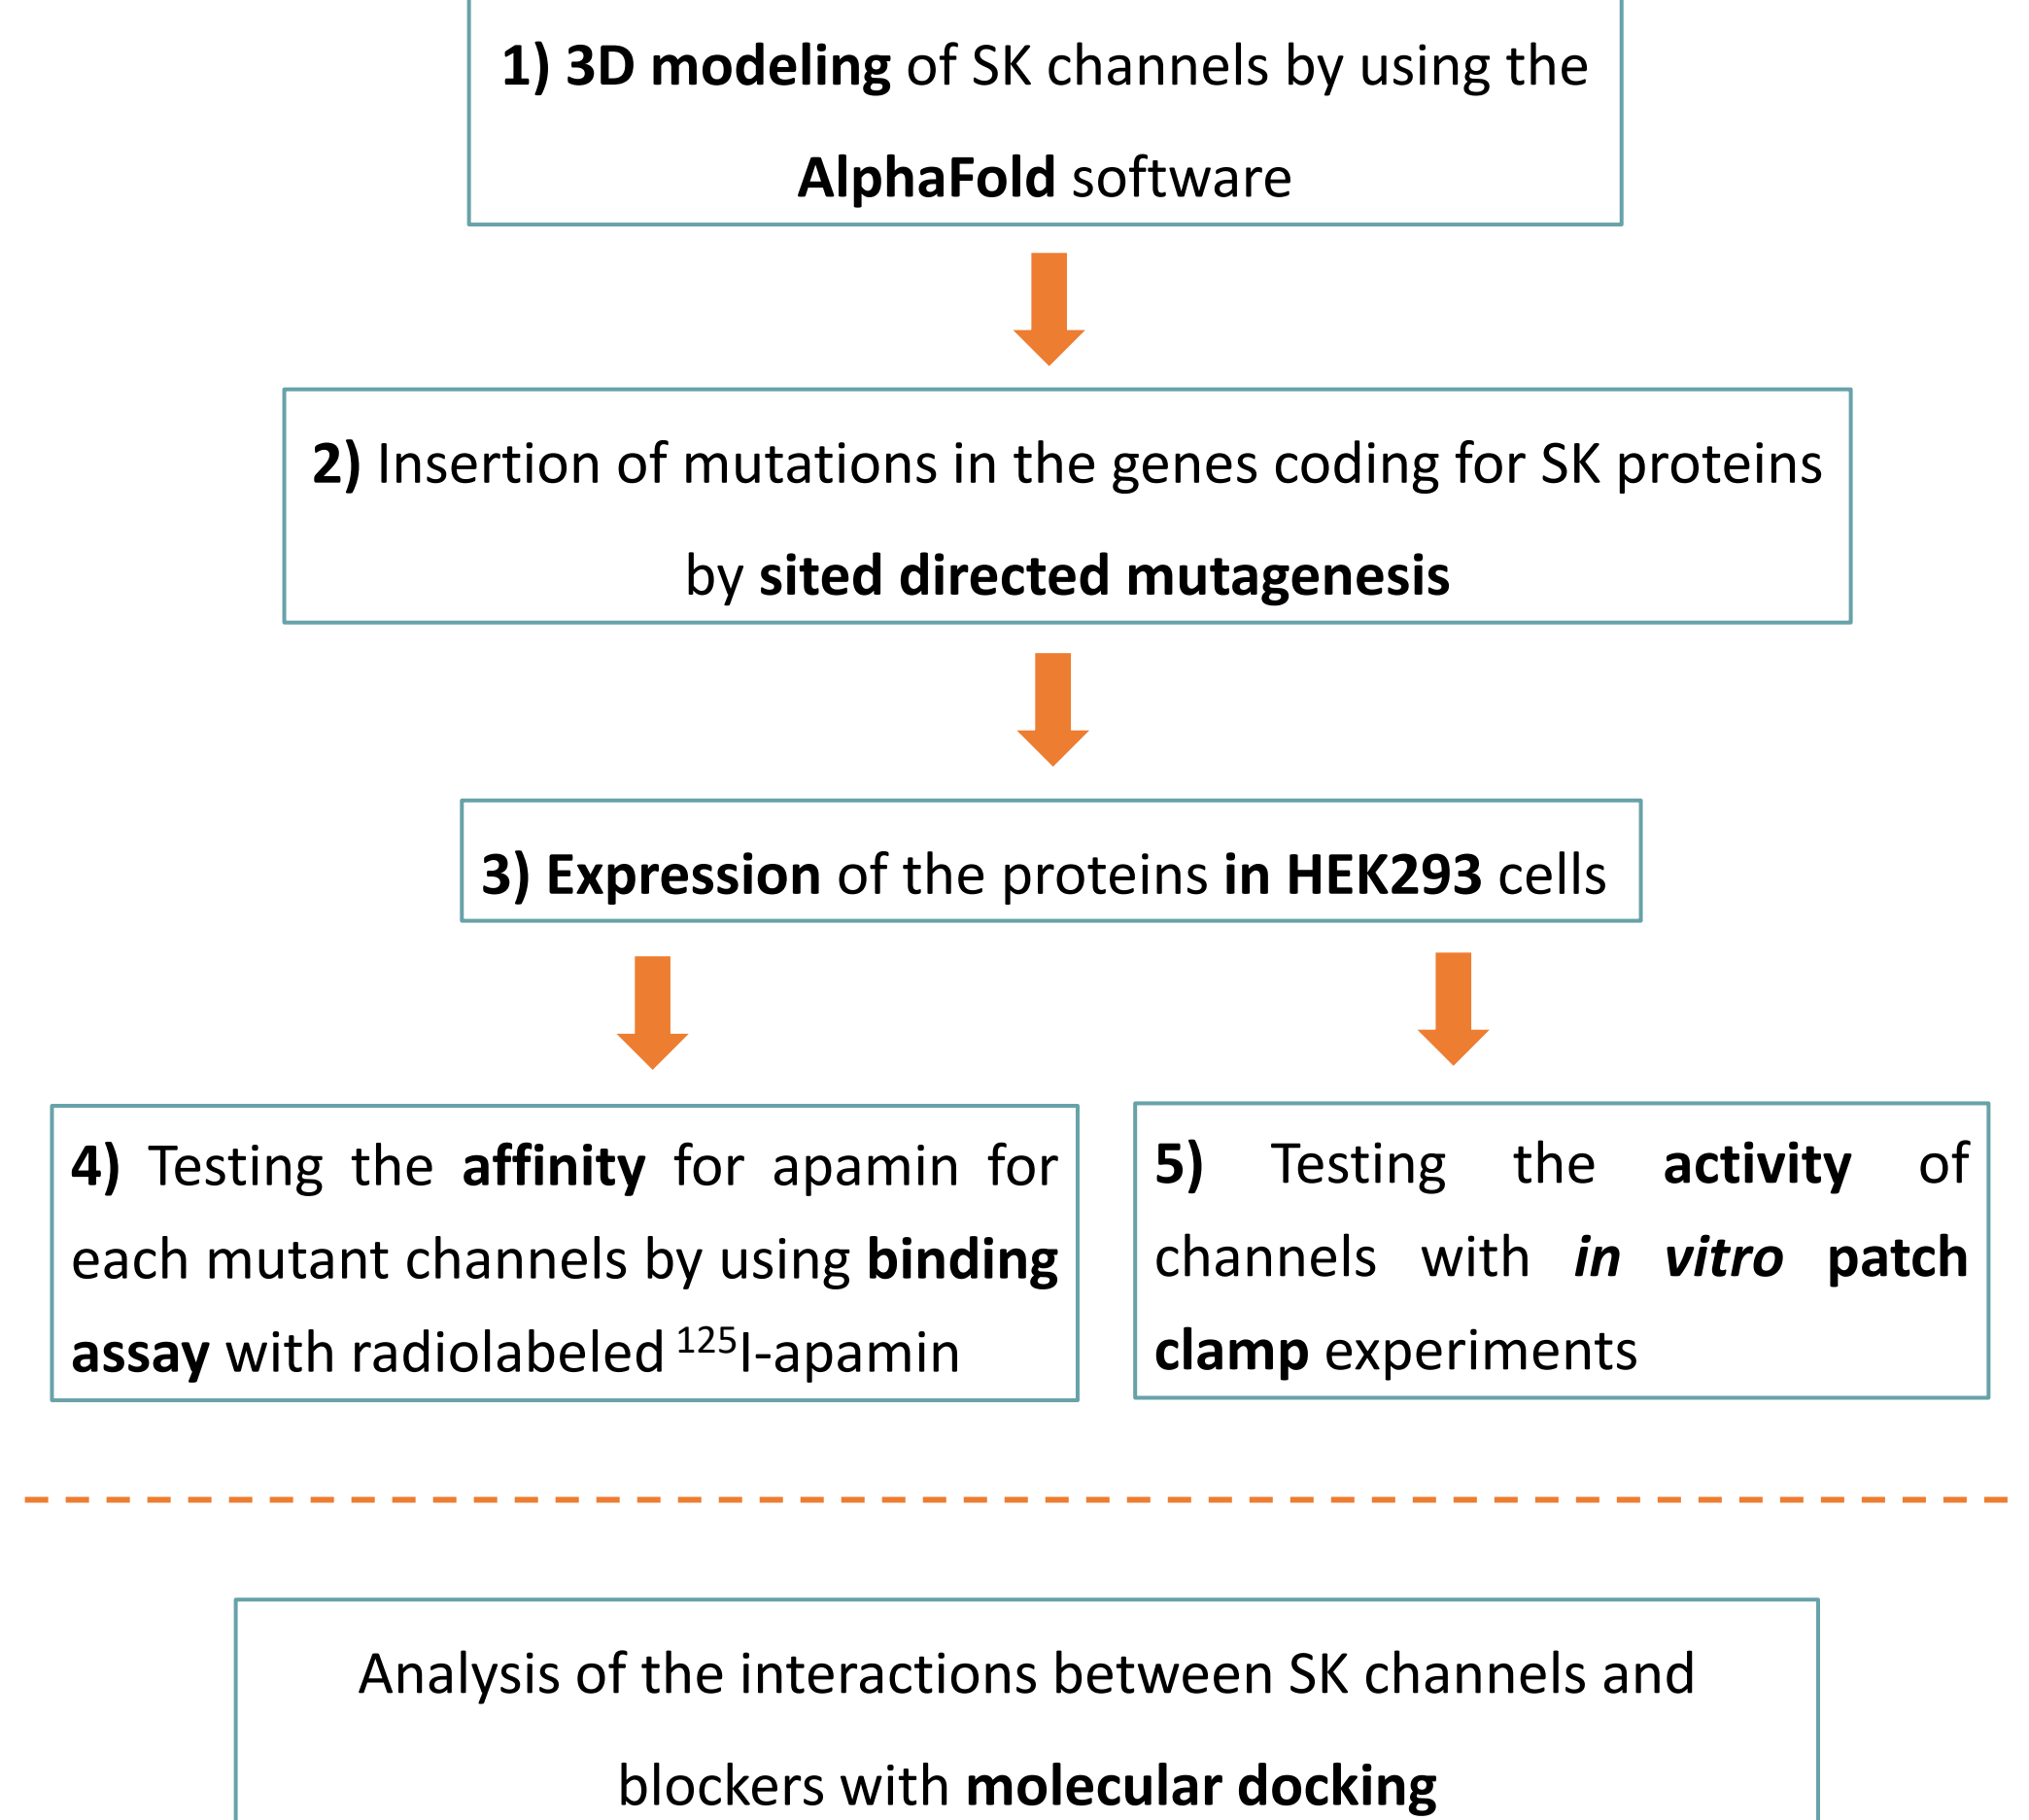 1) 3D modeling of SK channels by using the
AlphaFold software
2) Insertion of mutations in the genes coding for SK proteins
by sited directed mutagenesis
3) Expression of the proteins in HEK293 cells
4) Testing the affinity for apamin for
each mutant channels by using binding
assay with radiolabeled ¹²⁵I-apamin
5) Testing the activity of
channels with in vitro patch
clamp experiments
Analysis of the interactions between SK channels and
blockers with molecular docking